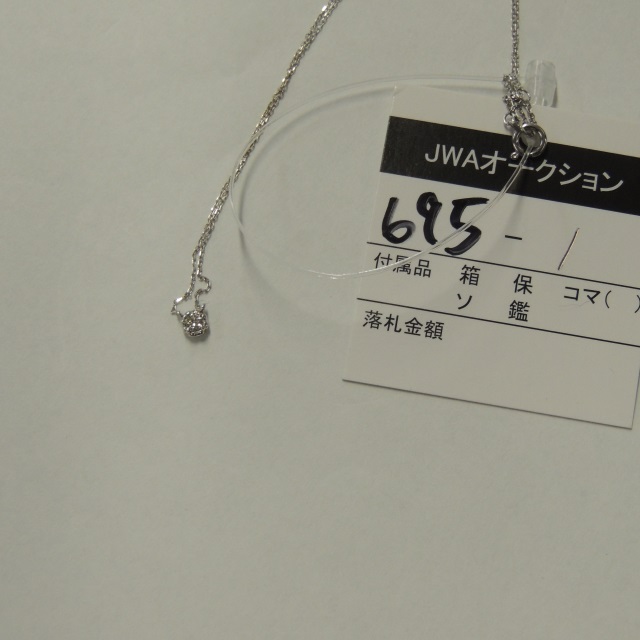 JWAオークション
695-1
付属品 箱 保 コマ( )
ソ 鑑
落札金額